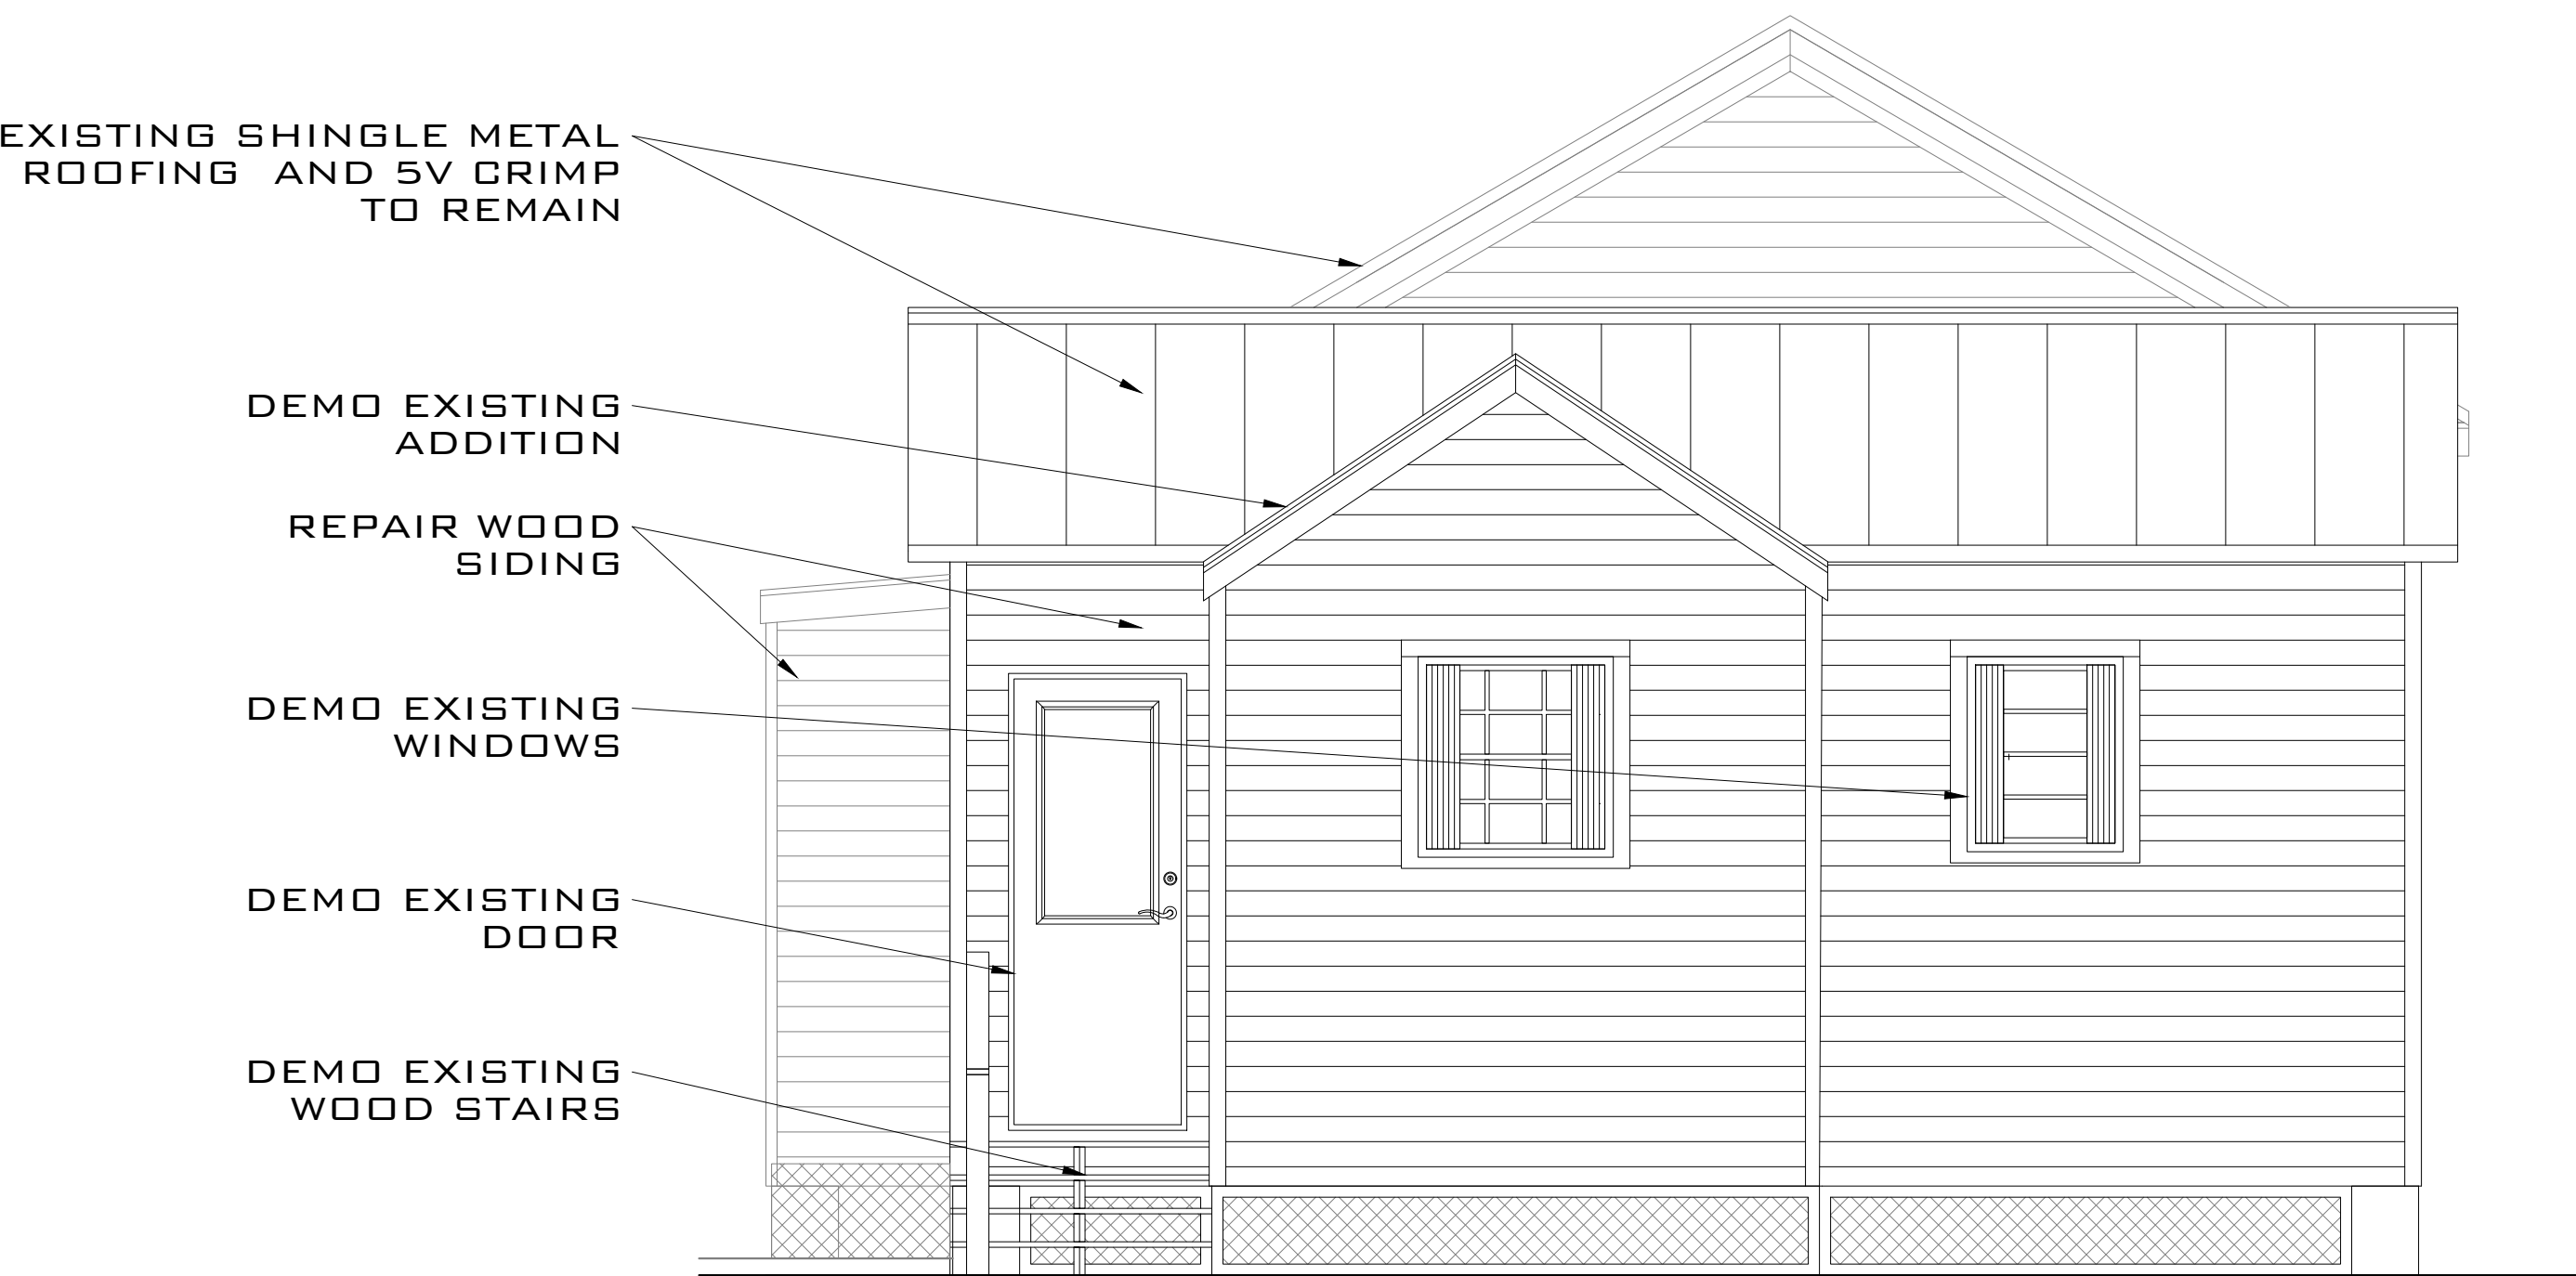 EXISTING SHINGLE METAL
ROOFING AND 5V CRIMP
TO REMAIN
DEMO EXISTING
ADDITION
REPAIR WOOD
SIDING
DEMO EXISTING
WINDOWS
DEMO EXISTING
DOOR
DEMO EXISTING
WOOD STAIRS